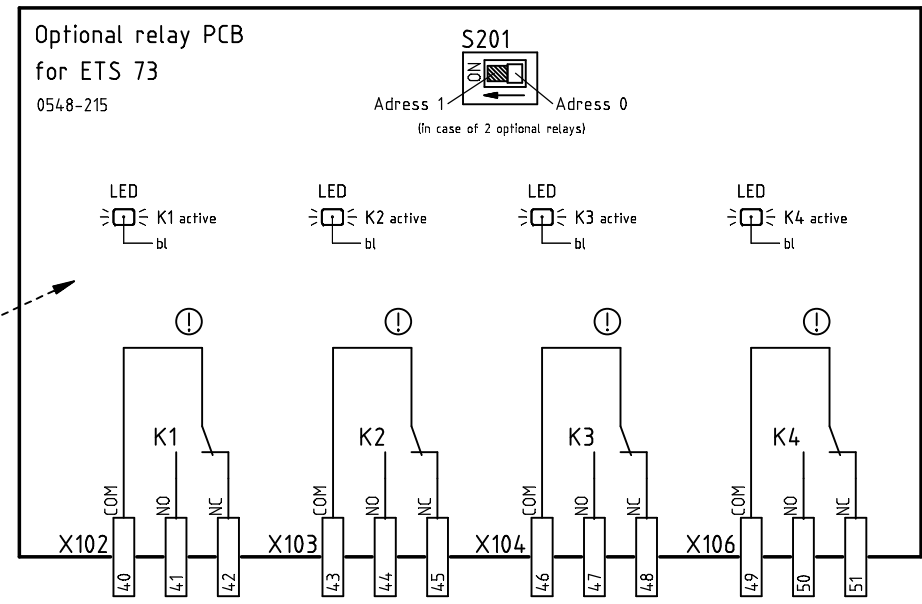 Optional relay PCB
for ETS 73
0548-215
S201
ON
Adress 1
Adress 0
(in case of 2 optional relays)
LED
K1 active
bl
LED
K2 active
bl
LED
K3 active
bl
LED
K4 active
bl
K1
K2
K3
K4
COM
NO
NC
COM
NO
NC
COM
NO
NC
COM
NO
NC
X102
X103
X104
X106
40
41
42
43
44
45
46
47
48
49
50
51